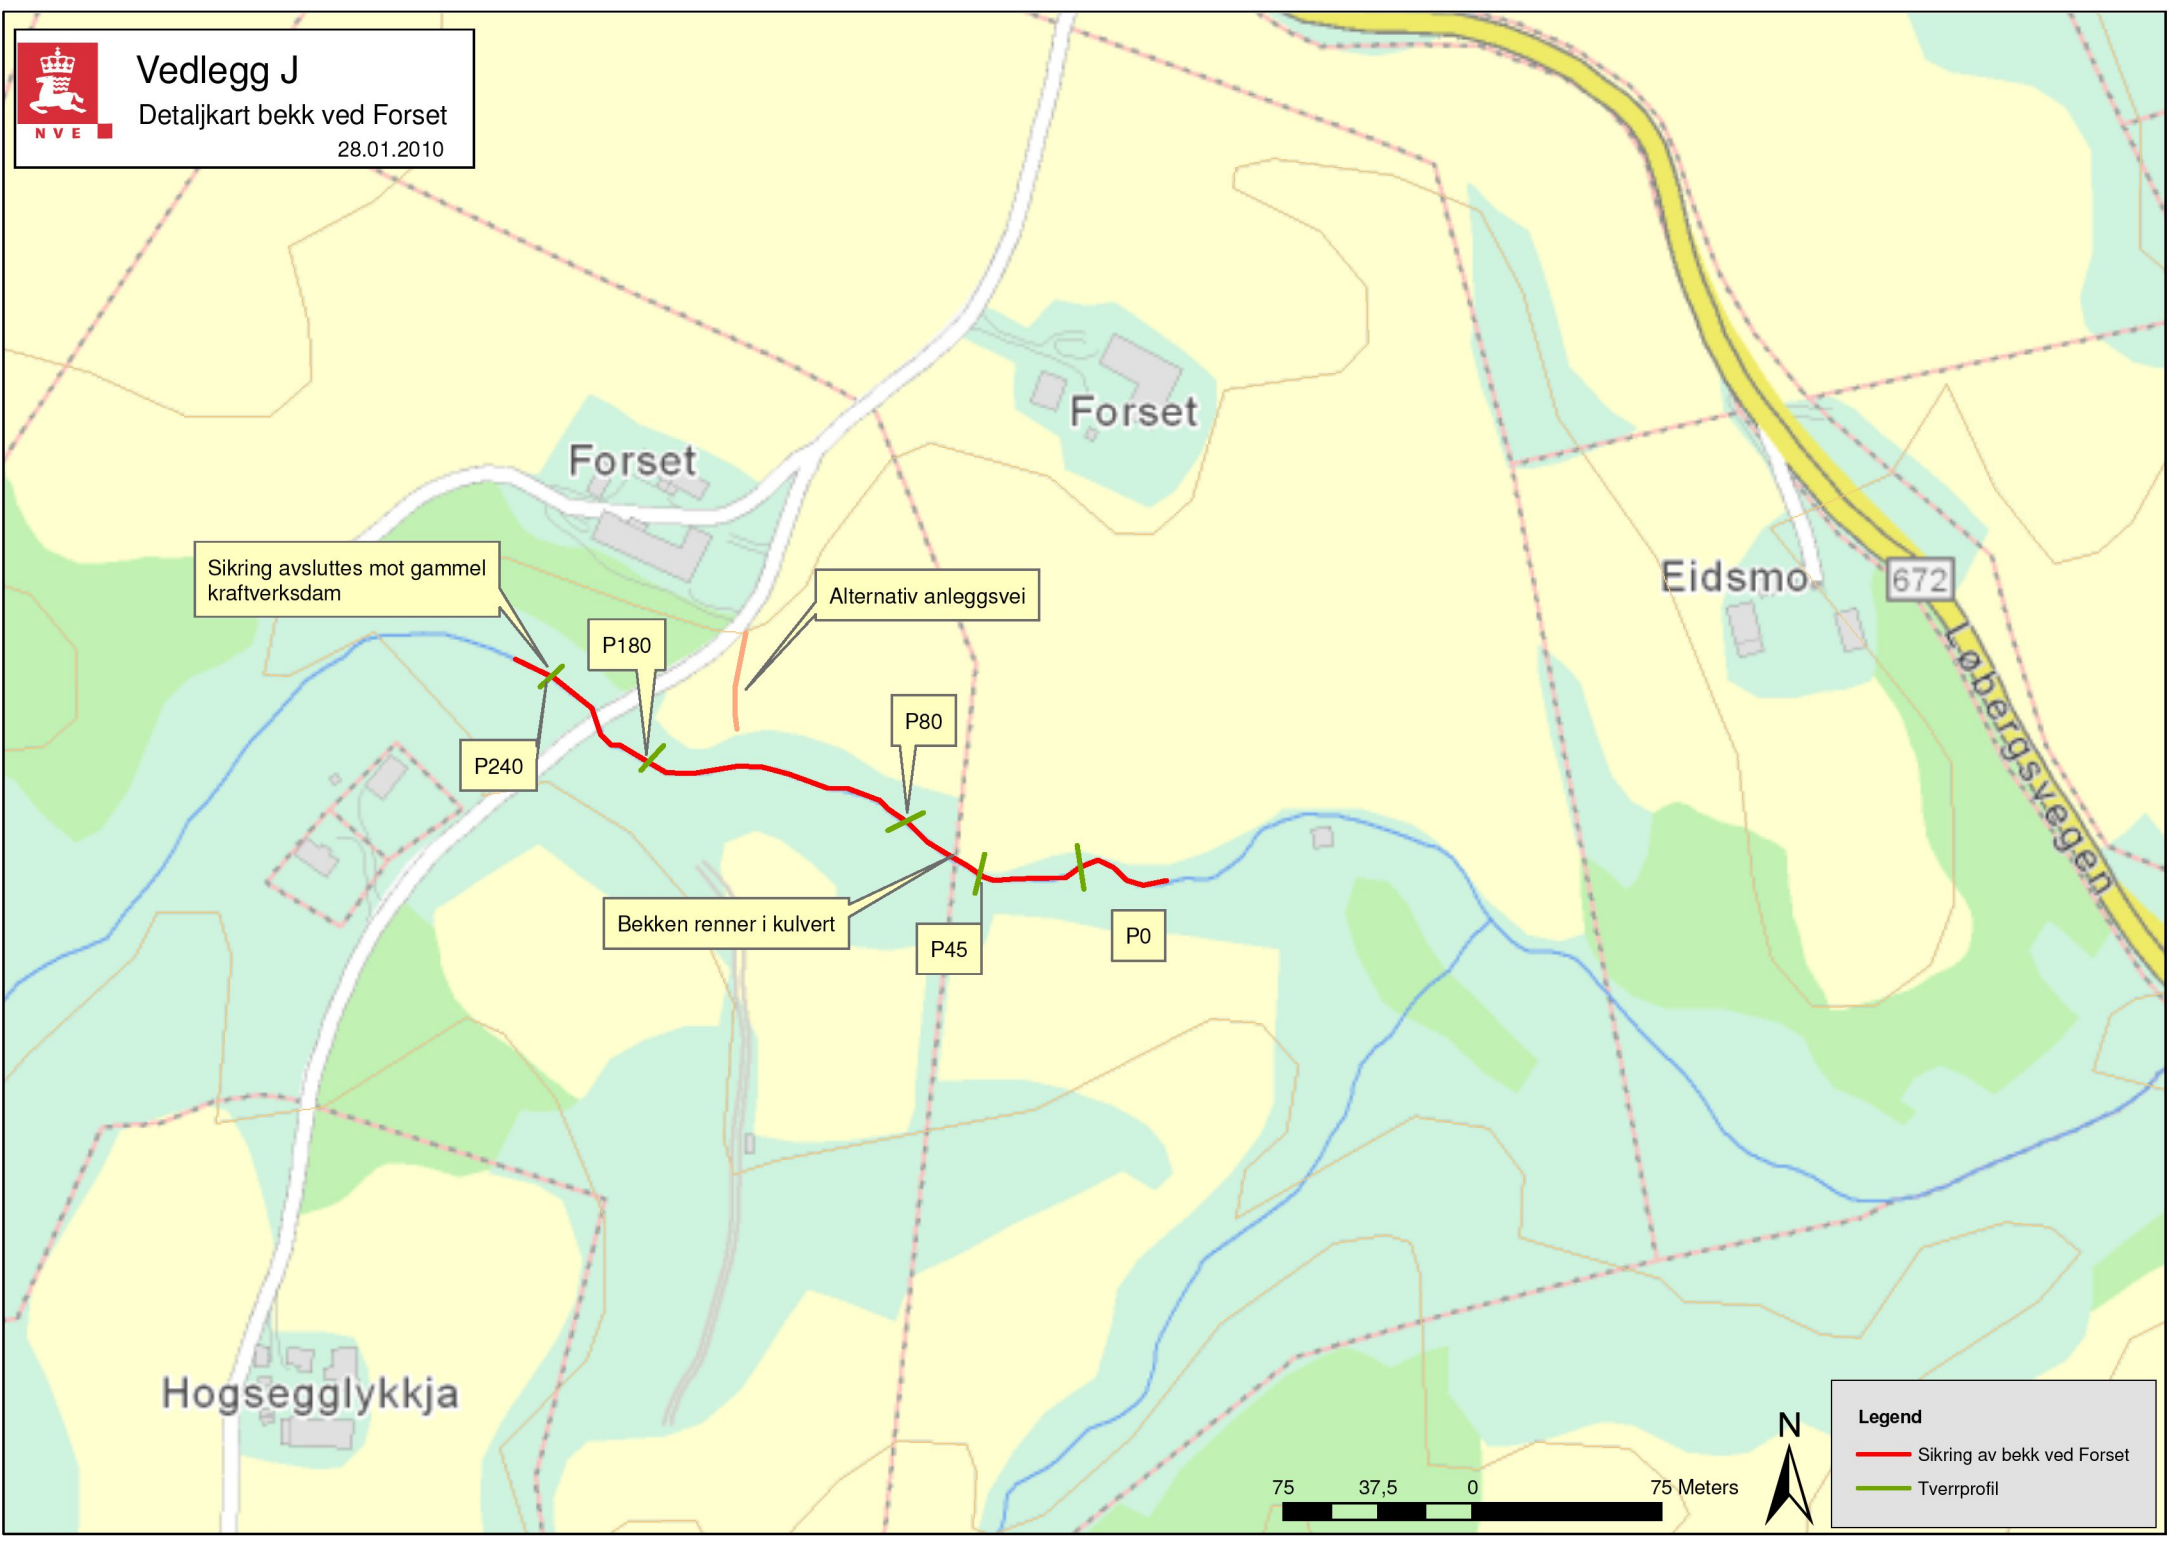 Vedlegg J
Detaljkart bekk ved Forset
28.01.2010
NVE
Forset
Forset
Sikring avsluttes mot gammel
kraftverksdam
Alternativ anleggsvei
Eidsmo
672
Løbergsvegen
P180
P80
P240
Bekken renner i kulvert
P45
P0
Hogsegglykkja
N
Legend
Sikring av bekk ved Forset
Tverrprofil
75 37,5 0 75 Meters